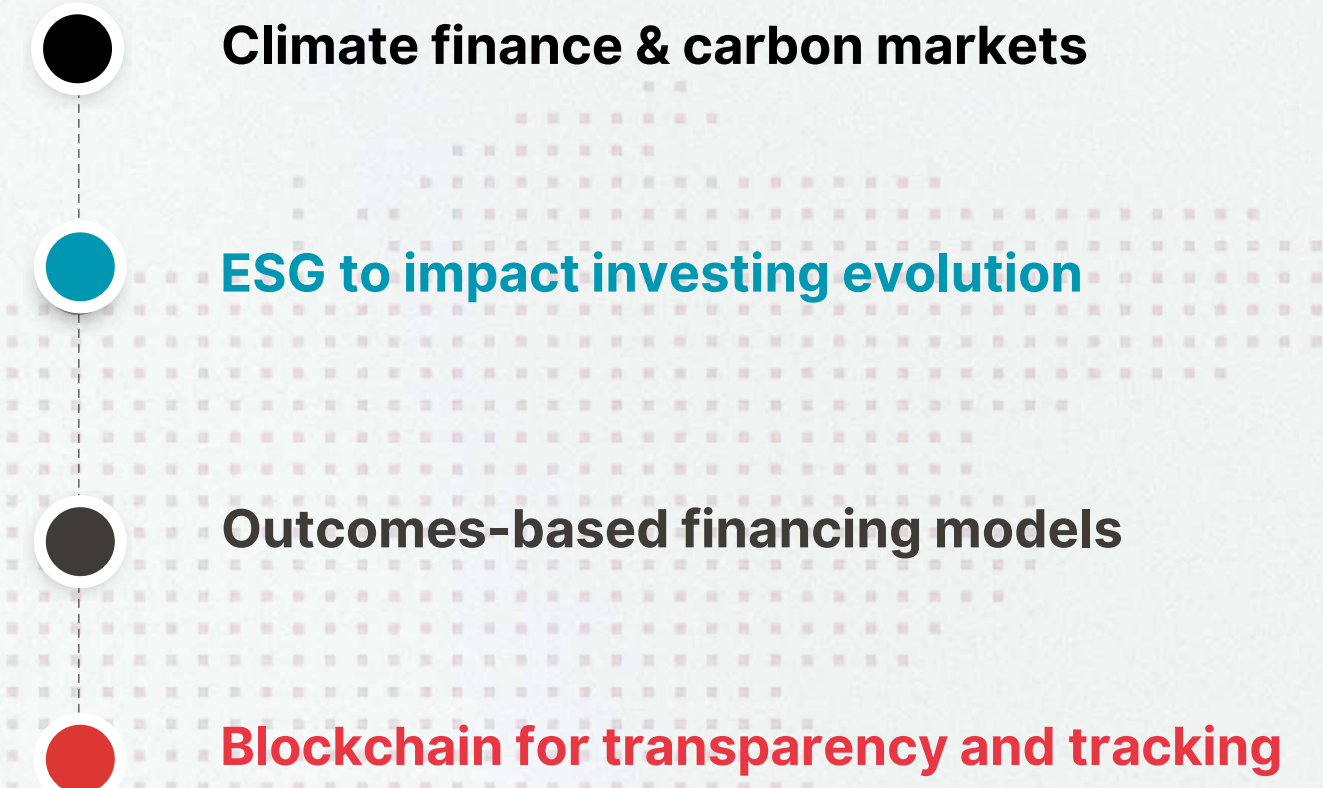 Climate finance & carbon markets
ESG to impact investing evolution
Outcomes-based financing models
Blockchain for transparency and tracking